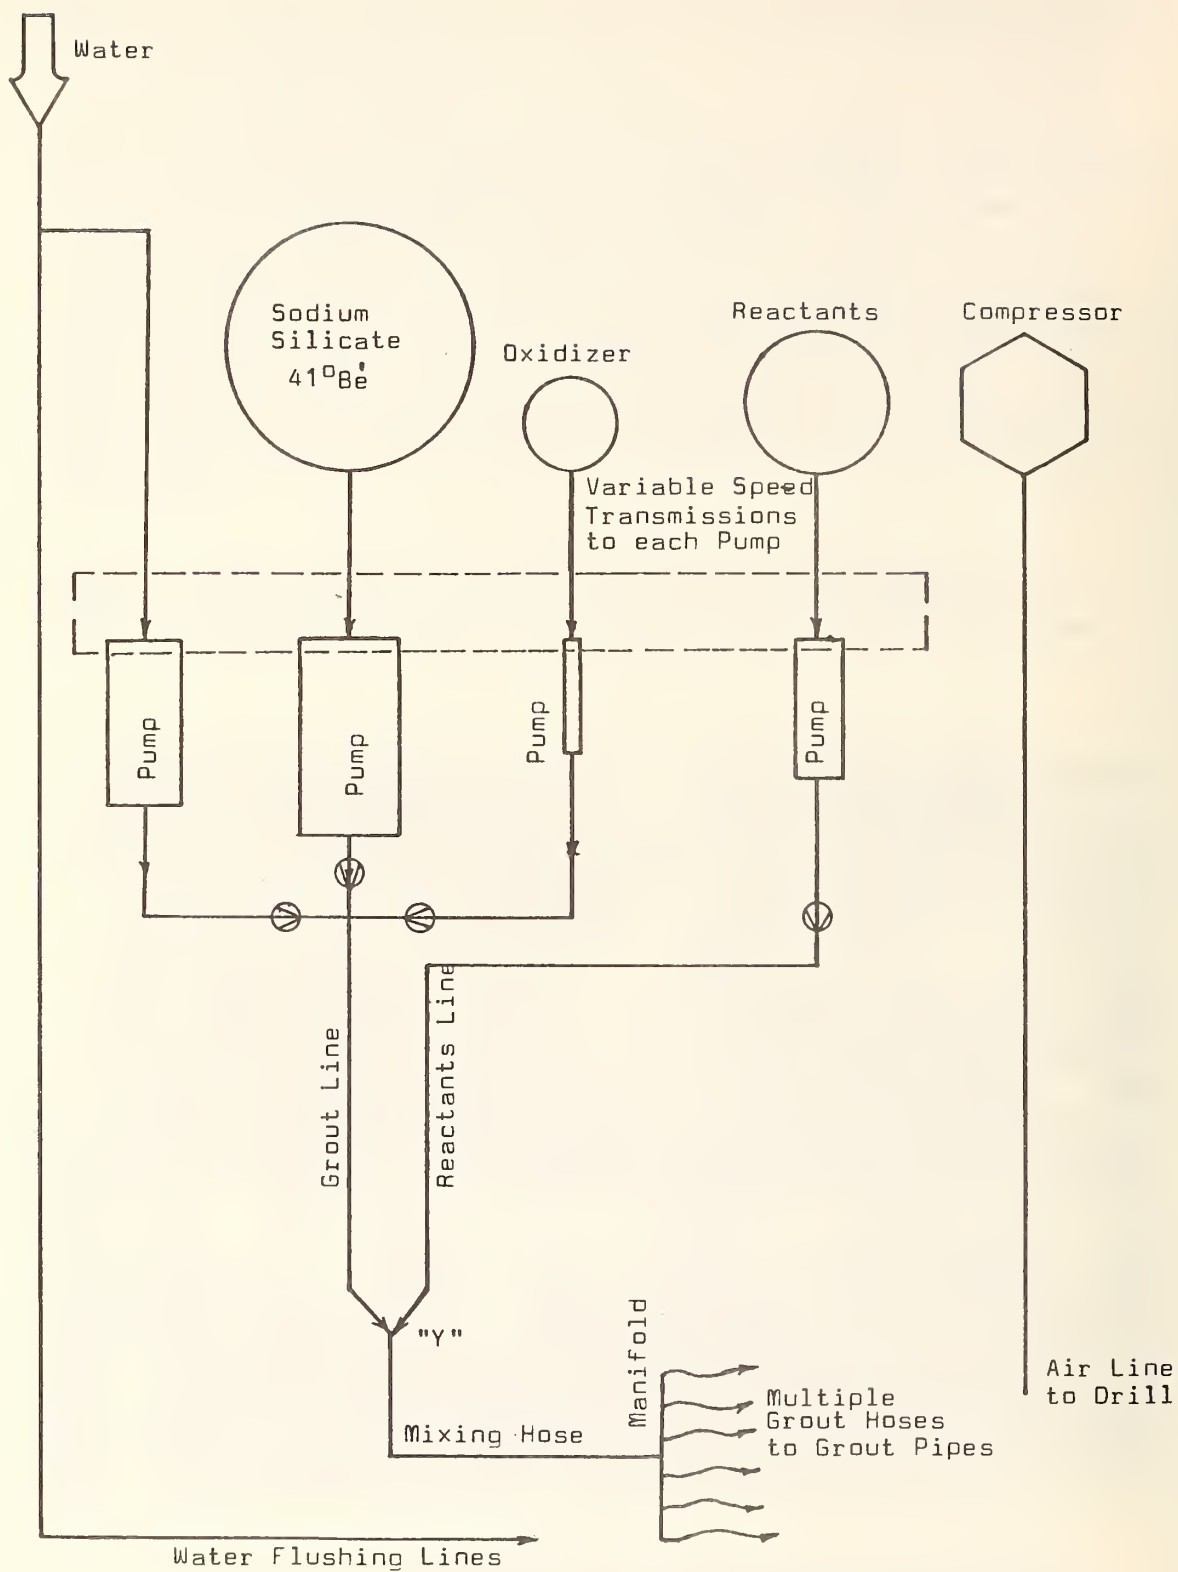 Water
Sodium
Silicate
41°Bé
Oxidizer
Reactants
Compressor
Variable Speed
Transmissions
to each Pump
Pump
Pump
Pump
Pump
Grout Line
Reactants Line
"Y"
Manifold
Mixing Hose
Multiple
Grout Hoses
to Grout Pipes
Air Line
to Drill
Water Flushing Lines